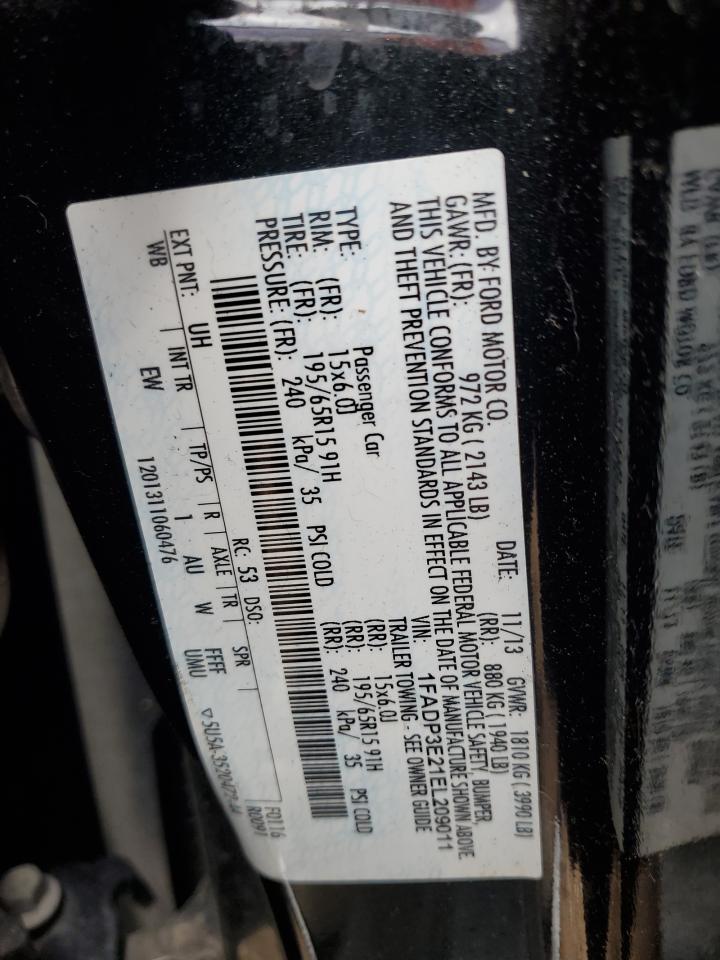 MFD. BY: FORD MOTOR CO.
DATE: 11/13 GVWR: 1810 KG ( 3990 LB)
GAWR: (FR): 972 KG ( 2143 LB) (RR): 880 KG ( 1940 LB)
THIS VEHICLE CONFORMS TO ALL APPLICABLE FEDERAL MOTOR VEHICLE SAFETY, BUMPER,
AND THEFT PREVENTION STANDARDS IN EFFECT ON THE DATE OF MANUFACTURE SHOWN ABOVE.
VIN: 1FADP3E21EL209011
TYPE: Passenger Car TRAILER TOWING - SEE OWNER GUIDE
RIM: (FR): 15x6.0J (RR): 15x6.0J
TIRE: (FR): 195/65R15 91H (RR): 195/65R15 91H
PRESSURE: (FR): 240 kPa/ 35 PSI COLD (RR): 240 kPa/ 35 PSI COLD
F0116
R0091
EXT PNT: UH RC: 53 DSO:
WB INT TR TP/PS R AXLE TR SPR
EW 1 AU W FFFF
UMU
1201311060476